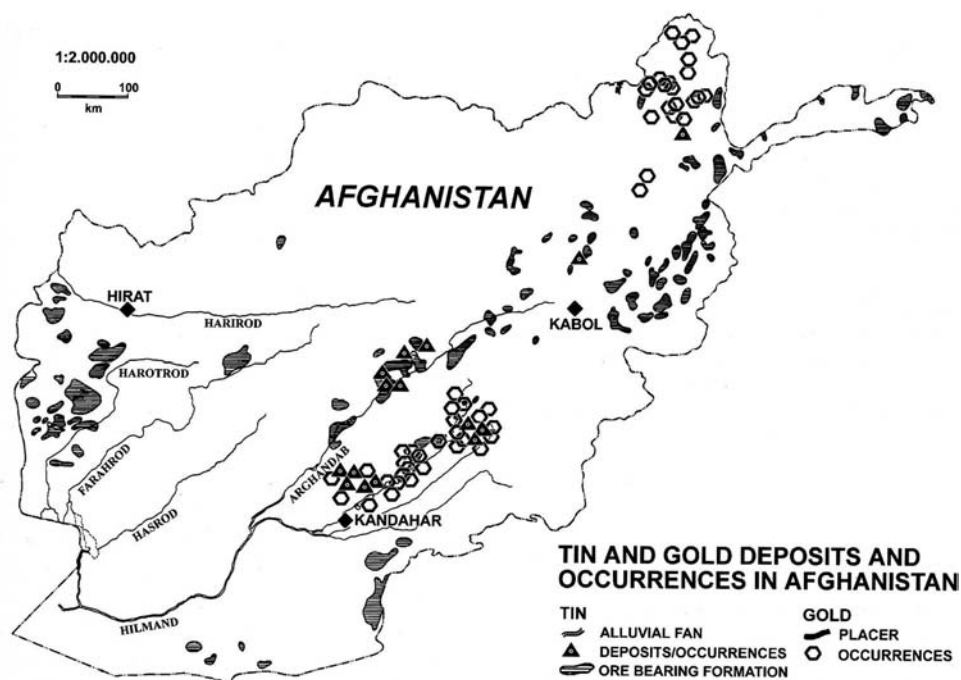 1:2.000.000
0 100
km
AFGHANISTAN
HIRAT
HARIROD
KABOL
HAROTROD
FARAHROD
ARGHANDAB
HASROD
KANDAHAR
HILMAND
TIN AND GOLD DEPOSITS AND
OCCURRENCES IN AFGHANISTAN
TIN GOLD
ALLUVIAL FAN PLACER
DEPOSITS/OCCURRENCES OCCURRENCES
ORE BEARING FORMATION